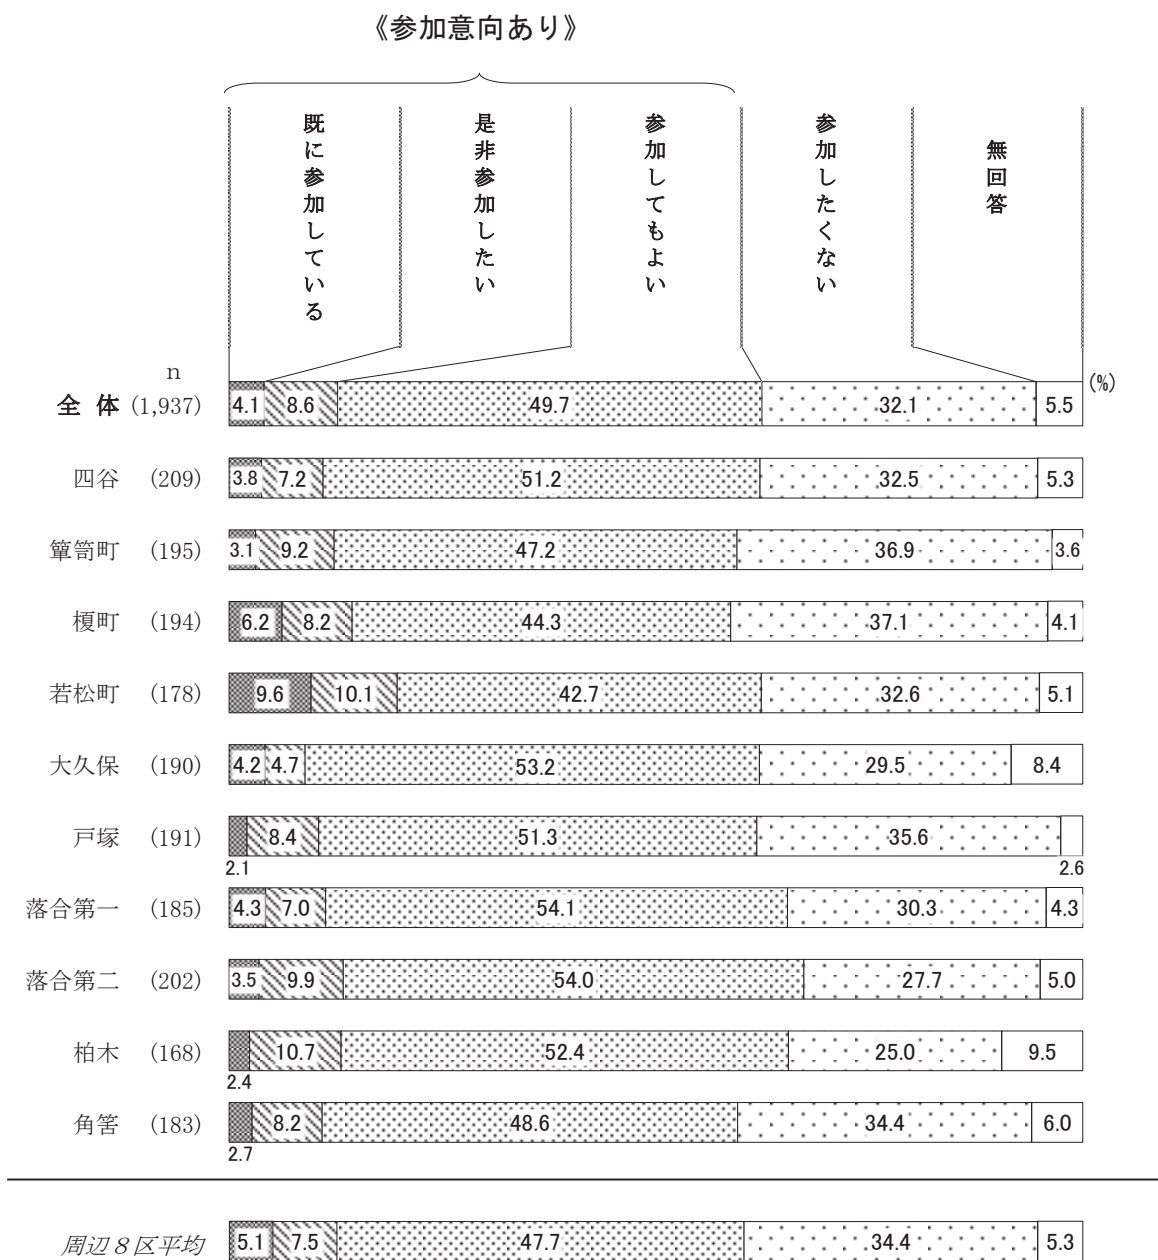 《参加意向あり》
既に参加している
是非参加したい
参加してもよい
参加したくない
無回答
n
(%)
全 体 (1,937) 4.1 8.6 49.7 32.1 5.5
四谷 (209) 3.8 7.2 51.2 32.5 5.3
簞笥町 (195) 3.1 9.2 47.2 36.9 3.6
榎町 (194) 6.2 8.2 44.3 37.1 4.1
若松町 (178) 9.6 10.1 42.7 32.6 5.1
大久保 (190) 4.2 4.7 53.2 29.5 8.4
戸塚 (191) 8.4 51.3 35.6
2.1 2.6
落合第一 (185) 4.3 7.0 54.1 30.3 4.3
落合第二 (202) 3.5 9.9 54.0 27.7 5.0
柏木 (168) 10.7 52.4 25.0 9.5
2.4
角筈 (183) 8.2 48.6 34.4 6.0
2.7
周辺8区平均 5.1 7.5 47.7 34.4 5.3